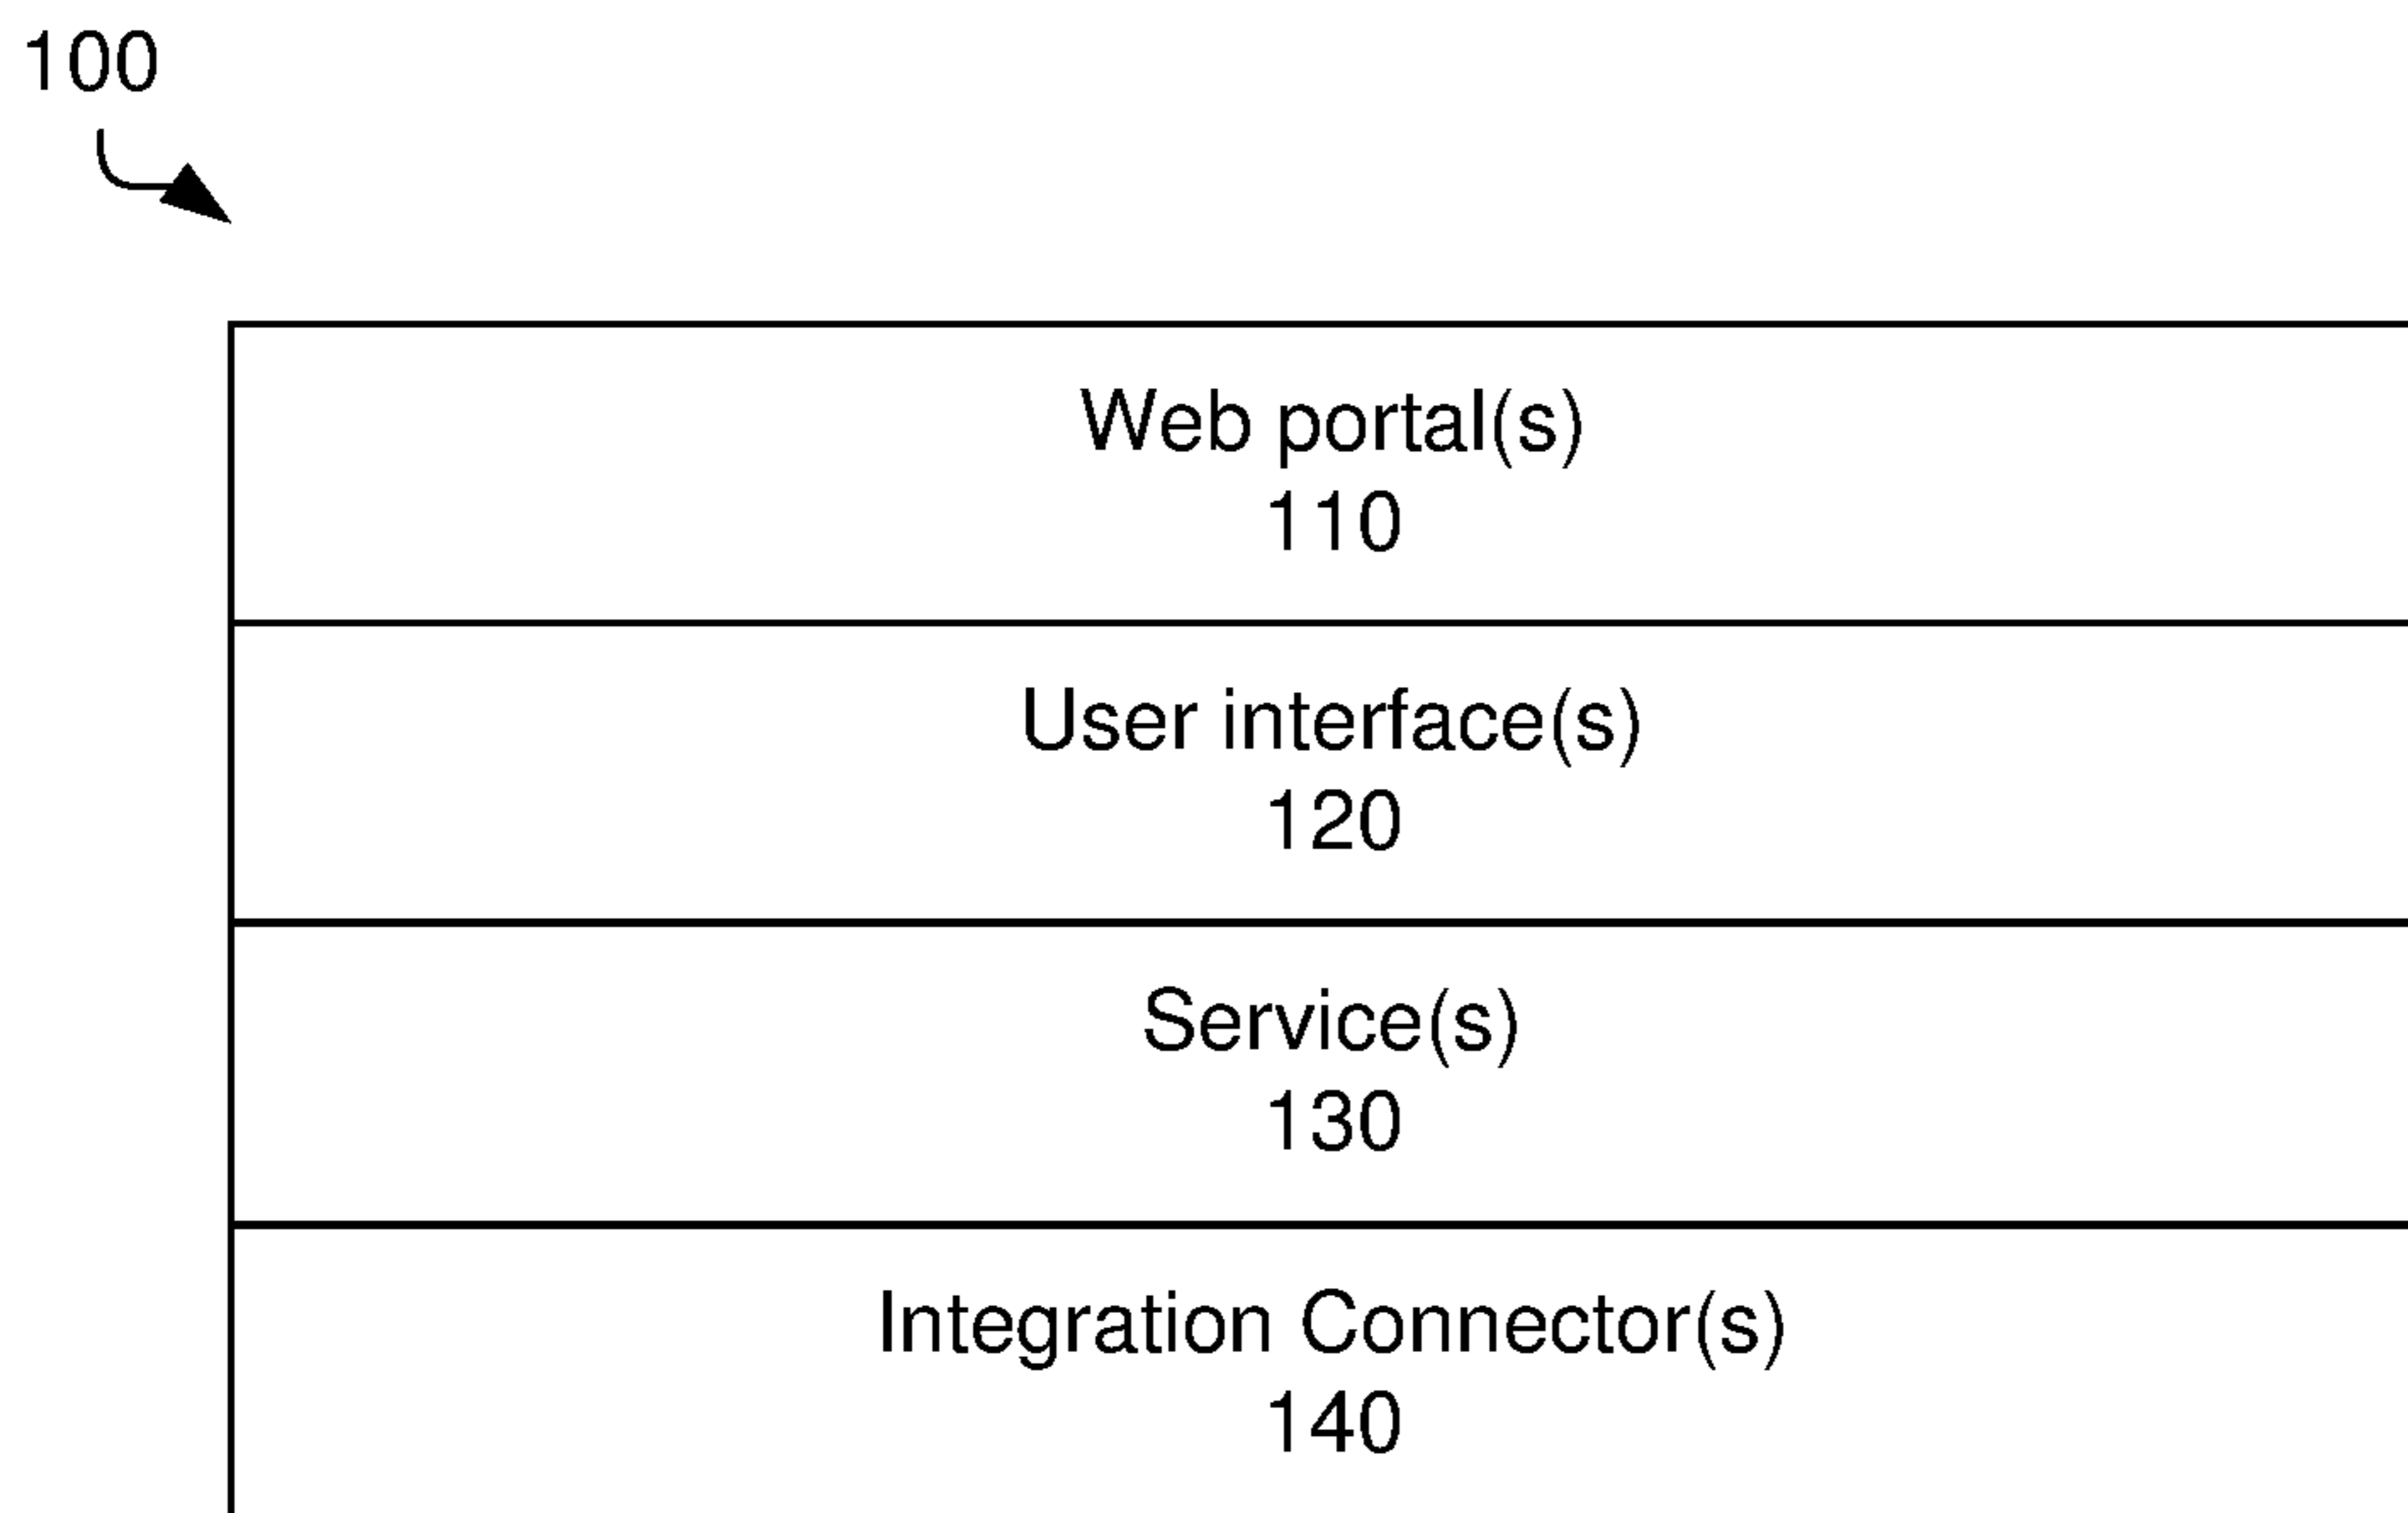 100
Web portal(s)
110
User interface(s)
120
Service(s)
130
Integration Connector(s)
140